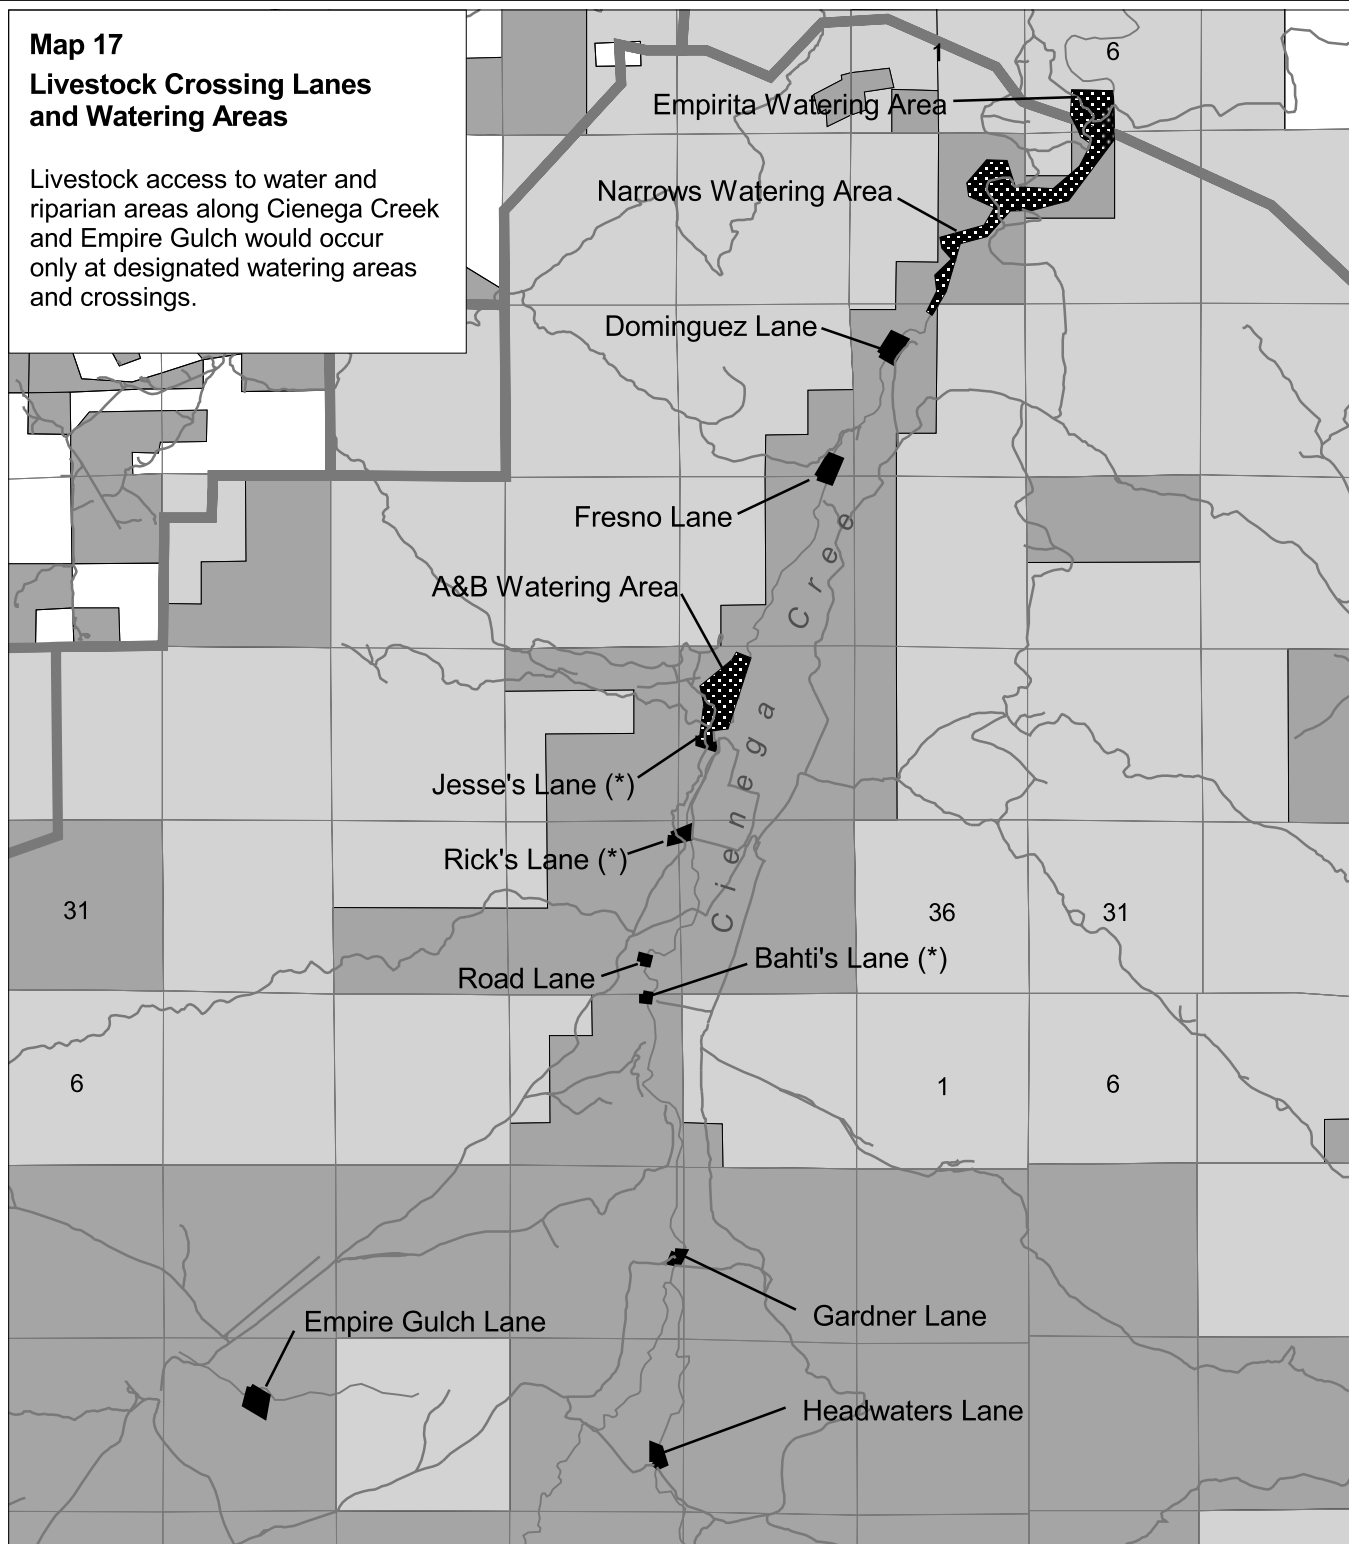 Map 17
Livestock Crossing Lanes
and Watering Areas
Livestock access to water and
riparian areas along Cienega Creek
and Empire Gulch would occur
only at designated watering areas
and crossings.
1
6
Empirita Watering Area
Narrows Watering Area
Dominguez Lane
Fresno Lane
A&B Watering Area
Cienega Cree
Jesse's Lane (*)
Rick's Lane (*)
31
36
31
Bahti's Lane (*)
Road Lane
6
1
6
Gardner Lane
Empire Gulch Lane
Headwaters Lane